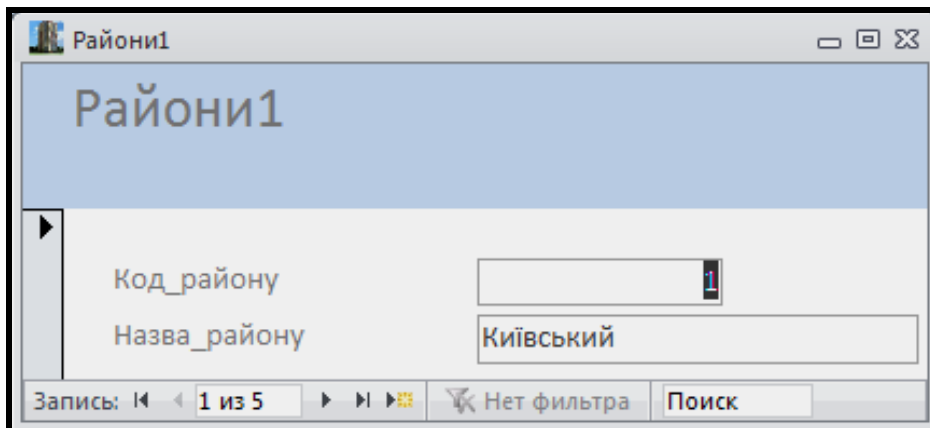 Райони1
Райони1
Код_району 1
Назва_району Київський
Запись: 1 из 5 Нет фильтра Поиск